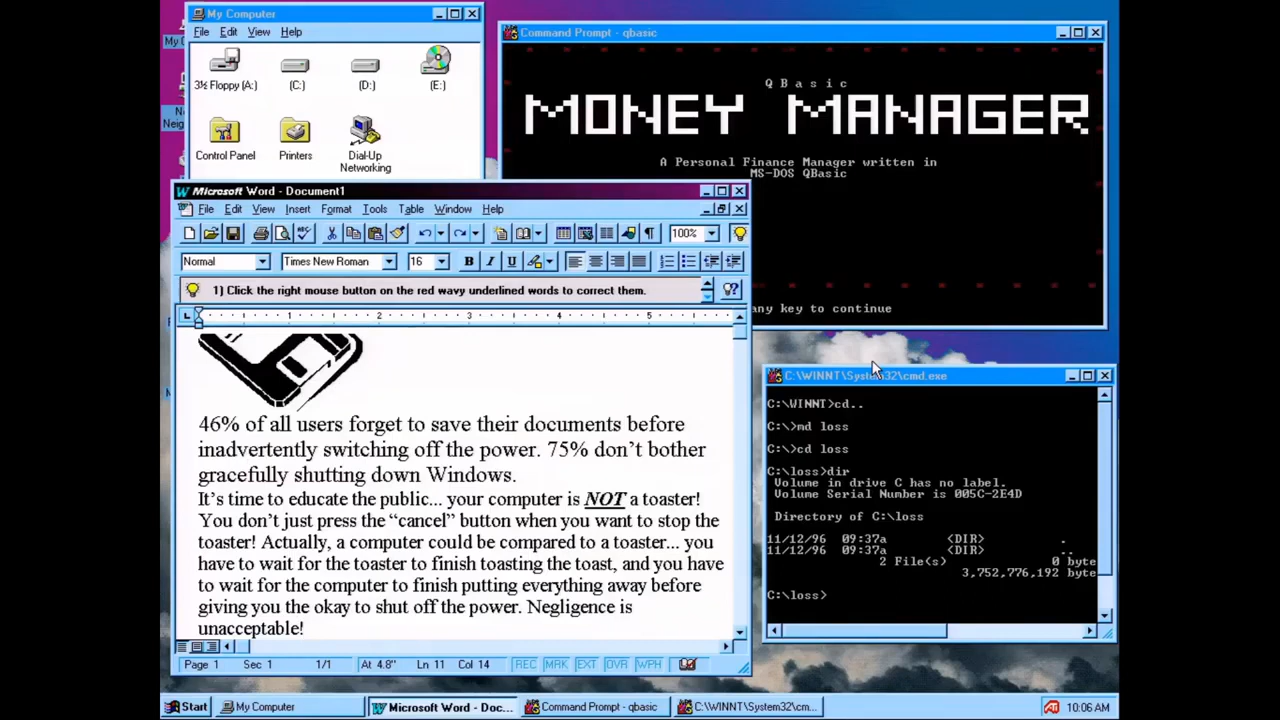 My Computer
File Edit View Help
3½ Floppy (A:) (C:) (D:) (E:)
Control Panel Printers Dial-Up Networking
Command Prompt - qbasic
QBasic
MONEY MANAGER
A Personal Finance Manager written in
MS-DOS QBasic
any key to continue
Microsoft Word - Document1
File Edit View Insert Format Tools Table Window Help
100%
Normal Times New Roman 16 B I U
1) Click the right mouse button on the red wavy underlined words to correct them.
1 2 3 4 5
46% of all users forget to save their documents before
inadvertently switching off the power. 75% don’t bother
gracefully shutting down Windows.
It’s time to educate the public... your computer is NOT a toaster!
You don’t just press the “cancel” button when you want to stop the
toaster! Actually, a computer could be compared to a toaster... you
have to wait for the toaster to finish toasting the toast, and you have
to wait for the computer to finish putting everything away before
giving you the okay to shut off the power. Negligence is
unacceptable!
Page 1 Sec 1 1/1 At 4.8" Ln 11 Col 14 REC MRK EXT OVR WPH
C:\WINNT\System32\cmd.exe
C:\WINNT>cd..
C:\>md loss
C:\>cd loss
C:\loss>dir
Volume in drive C has no label.
Volume Serial Number is 005C-2E4D
Directory of C:\loss
11/12/96 09:37a <DIR> .
11/12/96 09:37a <DIR> ..
2 File(s) 0 byte
3,752,776,192 byte
C:\loss>
Start My Computer Microsoft Word - Doc... Command Prompt - qbasic C:\WINNT\System32\cm... 10:06 AM